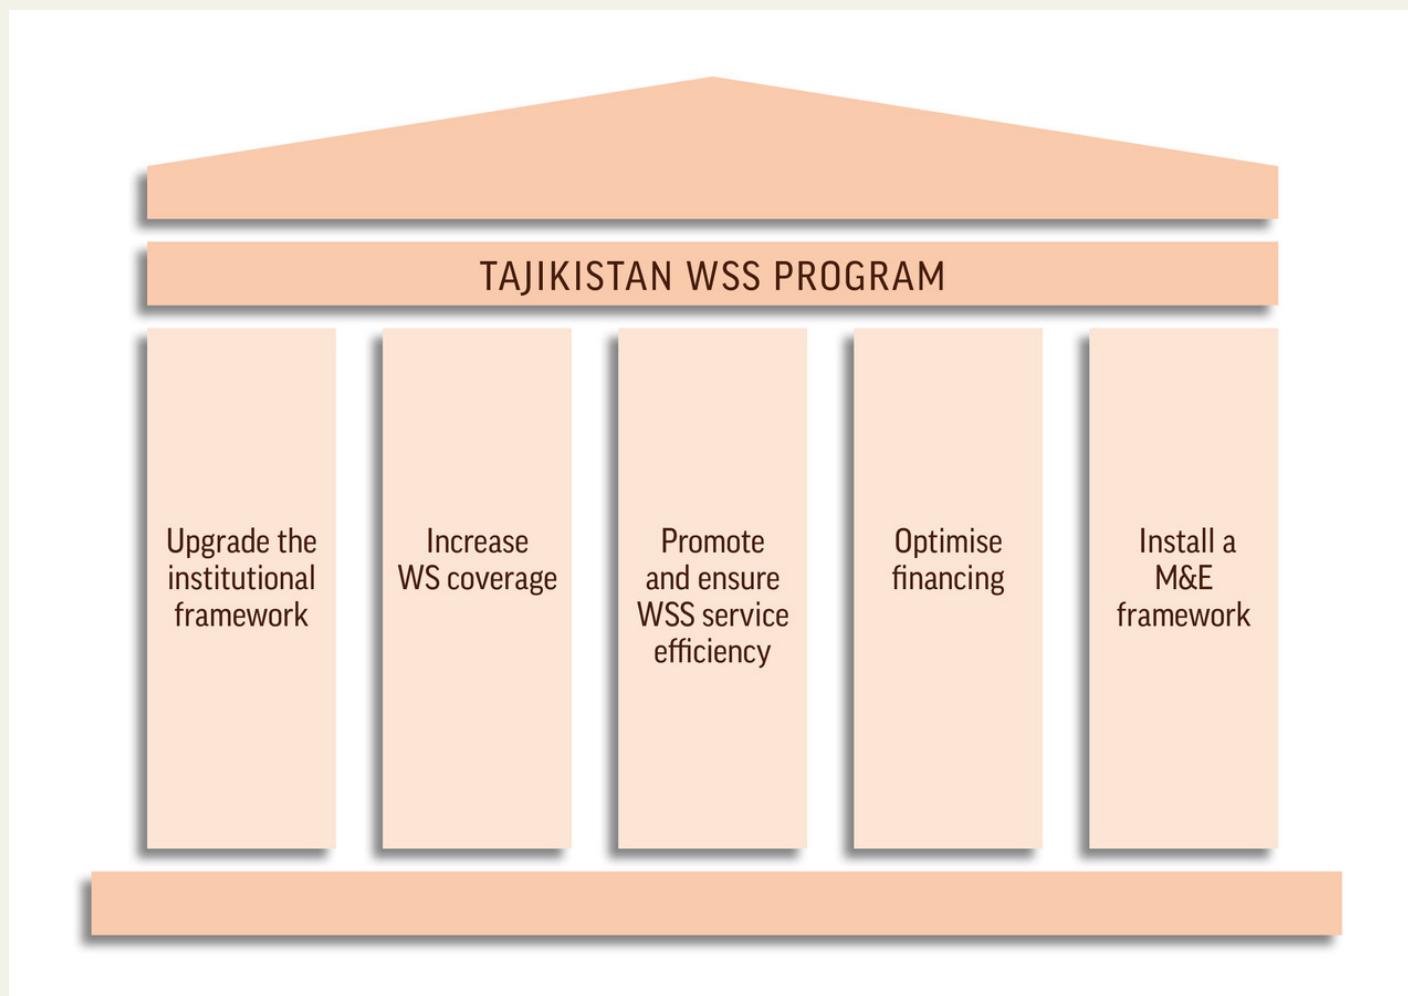 TAJIKISTAN WSS PROGRAM
Upgrade the
institutional
framework
Increase
WS coverage
Promote
and ensure
WSS service
efficiency
Optimise
financing
Install a
M&E
framework